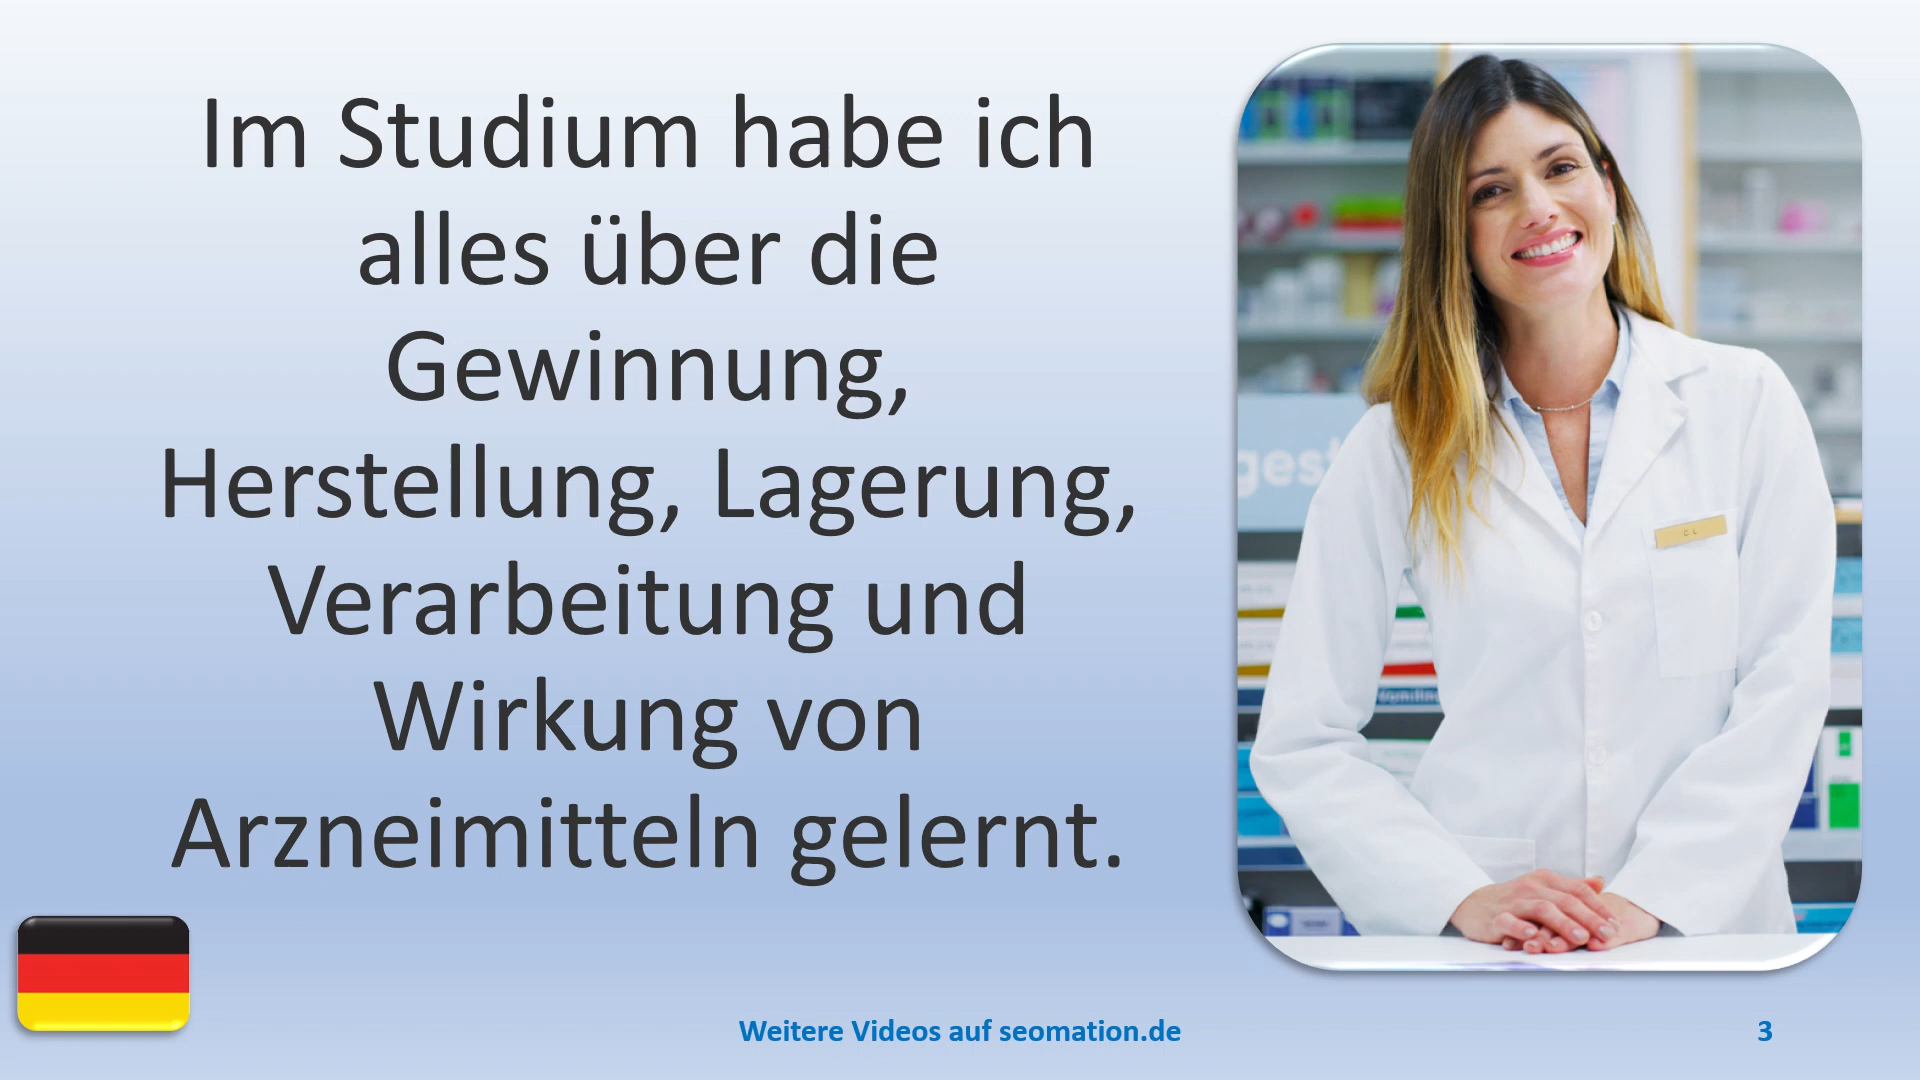 Im Studium habe ich
alles über die
Gewinnung,
Herstellung, Lagerung,
Verarbeitung und
Wirkung von
Arzneimitteln gelernt.
gest
C L
Weitere Videos auf seomation.de
3